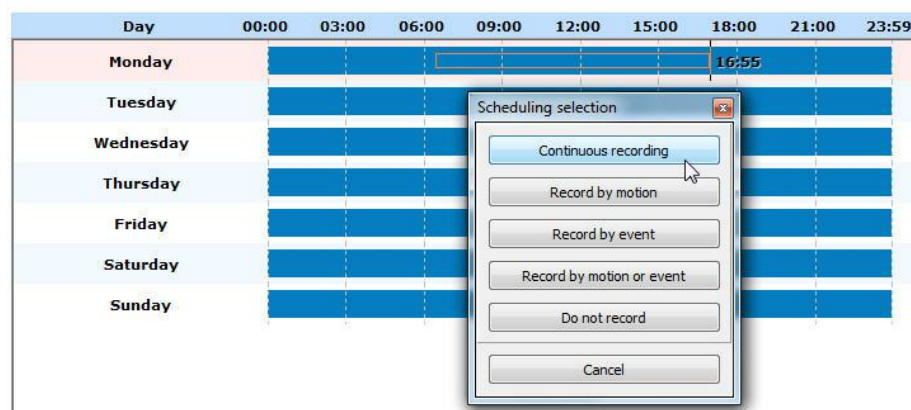 Day 00:00 03:00 06:00 09:00 12:00 15:00 18:00 21:00 23:59
Monday 16:55
Tuesday
Scheduling selection
Wednesday
Continuous recording
Thursday
Record by motion
Friday
Record by event
Saturday
Record by motion or event
Sunday
Do not record
Cancel